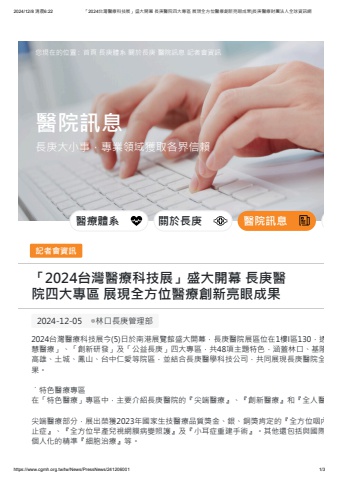 2024/12/8 清晨6:22
「2024台灣醫療科技展」盛大開幕 長庚醫院四大專區 展現全方位醫療創新亮眼成果|長庚醫療財團法人全球資訊網
您現在的位置: 首頁 長庚體系 關於長庚 醫院訊息 記者會資訊
醫院訊息
長庚大小事、專業領域獲取各界信賴
醫療體系
關於長庚
醫院訊息
記者會資訊
「2024台灣醫療科技展」盛大開幕 長庚醫
院四大專區 展現全方位醫療創新亮眼成果
2024-12-05 ※林口長庚管理部
2024台灣醫療科技展今(5)日於南港展覽館盛大開幕，長庚醫院展區位在1樓I區130，透
慧醫療」、「創新研發」及「公益長庚」四大專區，共48項主題特色，涵蓋林口、基隆
高雄、土城、鳳山、台中仁愛等院區，並結合長庚醫學科技公司，共同展現長庚醫院全
果。
特色醫療專區
在「特色醫療」專區中，主要介紹長庚醫院的『尖端醫療』、『創新醫療』和『全人醫
尖端醫療部分，展出榮獲2023年國家生技醫療品質獎金、銀、銅獎肯定的『全方位咽
止症』、『全方位早產兒視網膜病變照護』及『小耳症重建手術』。其他還包括與國際
個人化的精準『細胞治療』等。
https://www.cgmh.org.tw/tw/News/PressNews/241206001
1/3